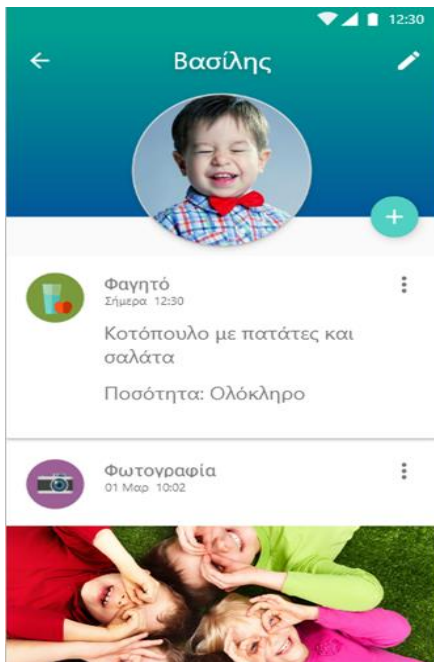 12:30
Βασίλης
Φαγητό
Σήμερα 12:30
Κοτόπουλο με πατάτες και
σαλάτα
Ποσότητα: Ολόκληρο
Φωτογραφία
01 Μαρ 10:02